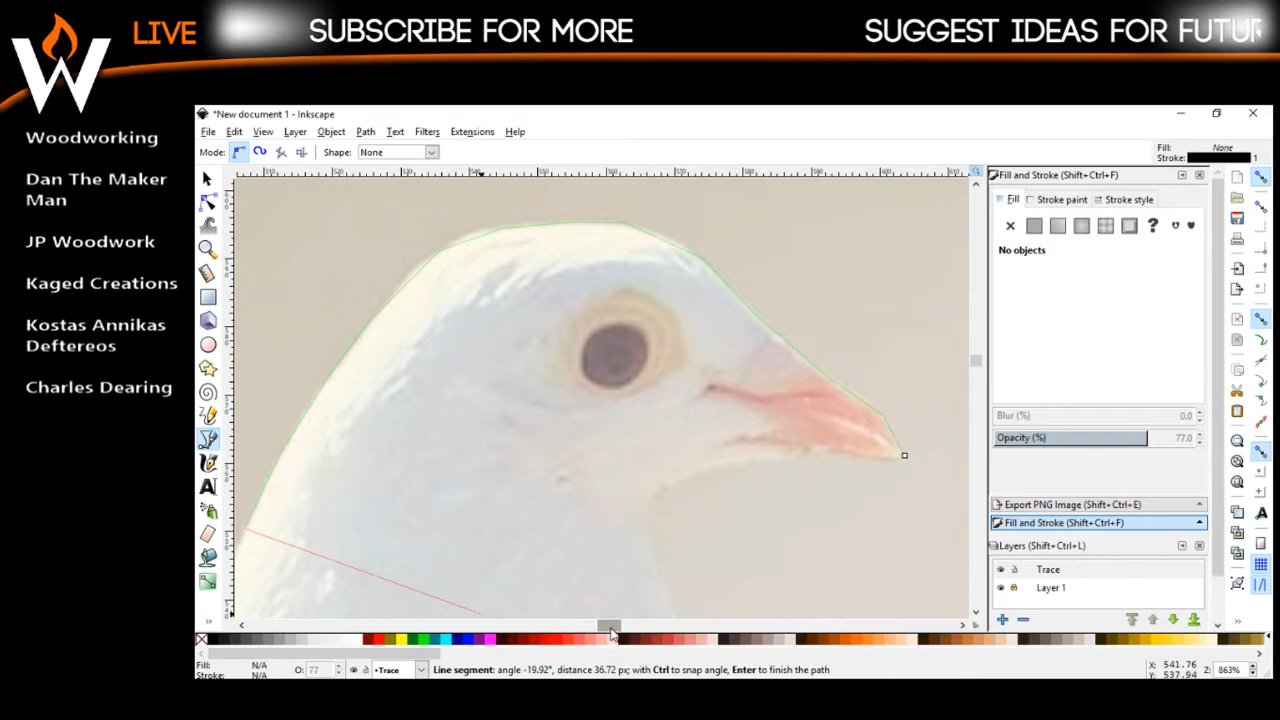 W
LIVE
SUBSCRIBE FOR MORE
SUGGEST IDEAS FOR FUTUR
Woodworking
Dan The Maker
Man
JP Woodwork
Kaged Creations
Kostas Annikas
Deftereos
Charles Dearing
*New document 1 - Inkscape
File Edit View Layer Object Path Text Filters Extensions Help
Mode: Shape: None
Fill: None
Stroke: 1
Fill and Stroke (Shift+Ctrl+F)
Fill Stroke paint Stroke style
?
No objects
Blur (%) 0.0
Opacity (%) 77.0
Export PNG Image (Shift+Ctrl+E)
Fill and Stroke (Shift+Ctrl+F)
Layers (Shift+Ctrl+L)
Trace
Layer 1
Fill: N/A
Stroke: N/A
O: 77
•Trace
Line segment: angle -19.92°, distance 36.72 px; with Ctrl to snap angle, Enter to finish the path
X: 541.76
Y: 537.94
Z: 863%